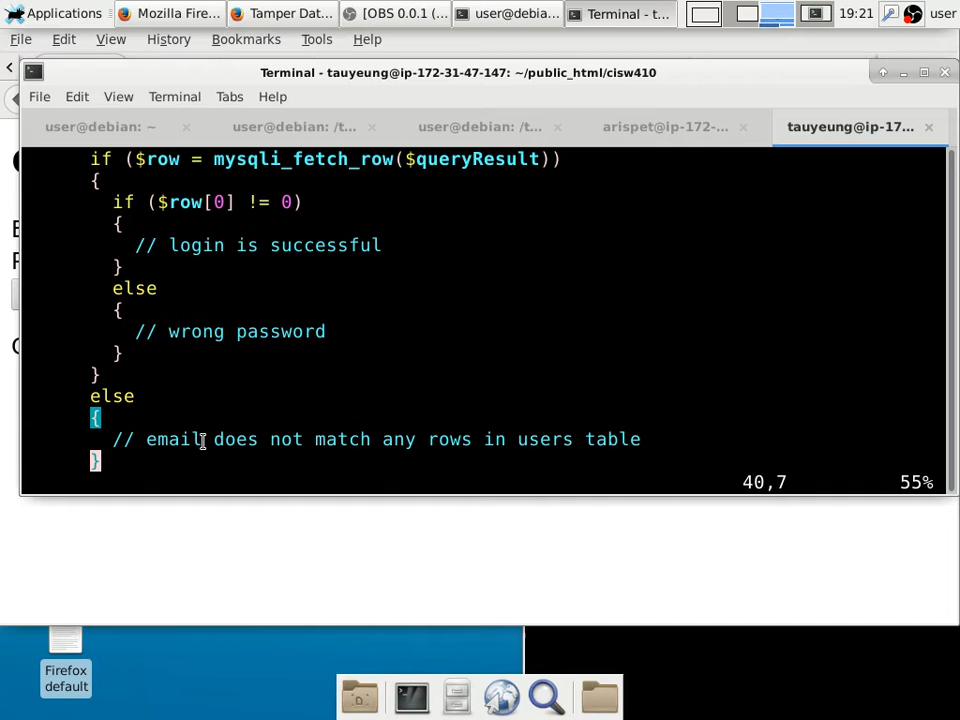 Applications
Mozilla Fire...
Tamper Dat...
[OBS 0.0.1 (...
user@debia...
Terminal - t...
19:21
user
File Edit View History Bookmarks Tools Help
Terminal - tauyeung@ip-172-31-47-147: ~/public_html/cisw410
File Edit View Terminal Tabs Help
user@debian: ~
user@debian: /t...
user@debian: /t...
arispet@ip-172-...
tauyeung@ip-17...
if ($row = mysqli_fetch_row($queryResult))
{
if ($row[0] != 0)
{
// login is successful
}
else
{
// wrong password
}
}
else
{
// email does not match any rows in users table
}
40,7 55%
Firefox
default